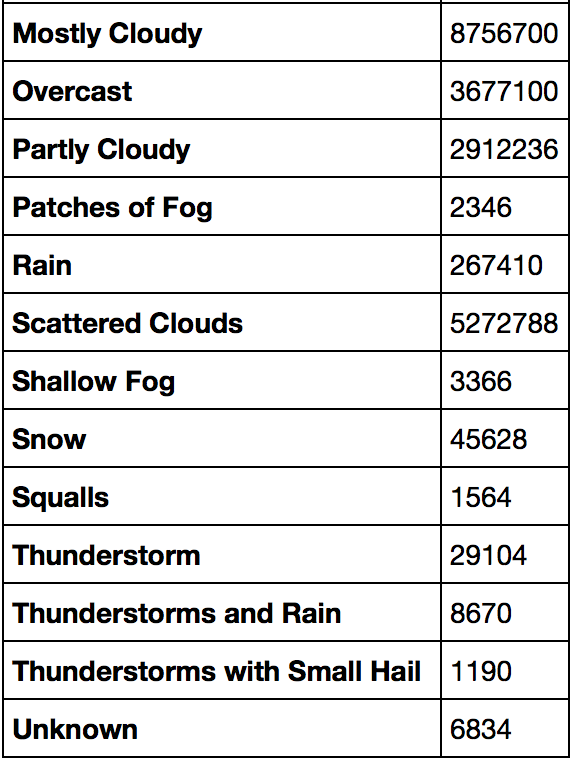 Mostly Cloudy 8756700
Overcast 3677100
Partly Cloudy 2912236
Patches of Fog 2346
Rain 267410
Scattered Clouds 5272788
Shallow Fog 3366
Snow 45628
Squalls 1564
Thunderstorm 29104
Thunderstorms and Rain 8670
Thunderstorms with Small Hail 1190
Unknown 6834